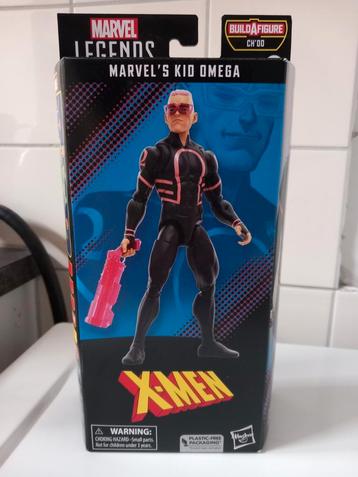 MARVEL
LEGENDS
BUILD A FIGURE
CH'OD
MARVEL'S KID OMEGA
X-MEN
WARNING:
CHOKING HAZARD-Small parts.
Not for children under 3 years.
PLASTIC-FREE
PACKAGING
Hasbro